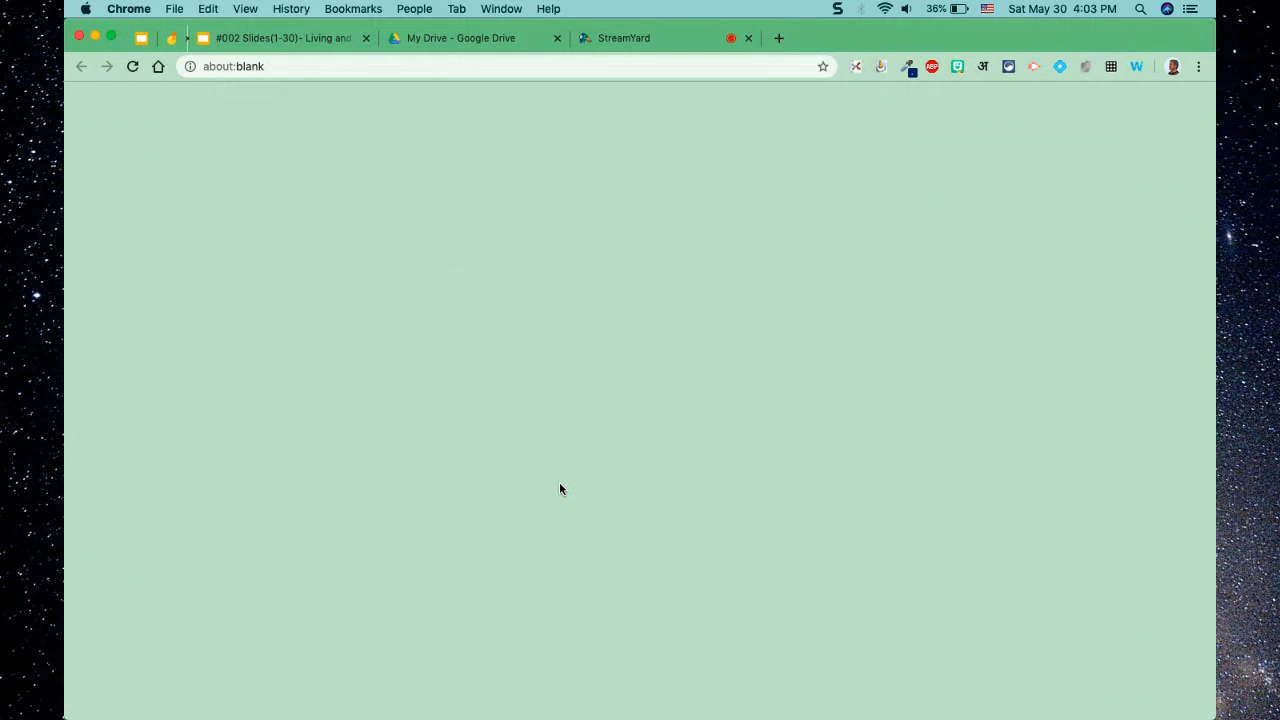 Chrome File Edit View History Bookmarks People Tab Window Help S 36% Sat May 30 4:03 PM
#002 Slides(1-30)- Living and My Drive - Google Drive StreamYard
about:blank ABP अ W